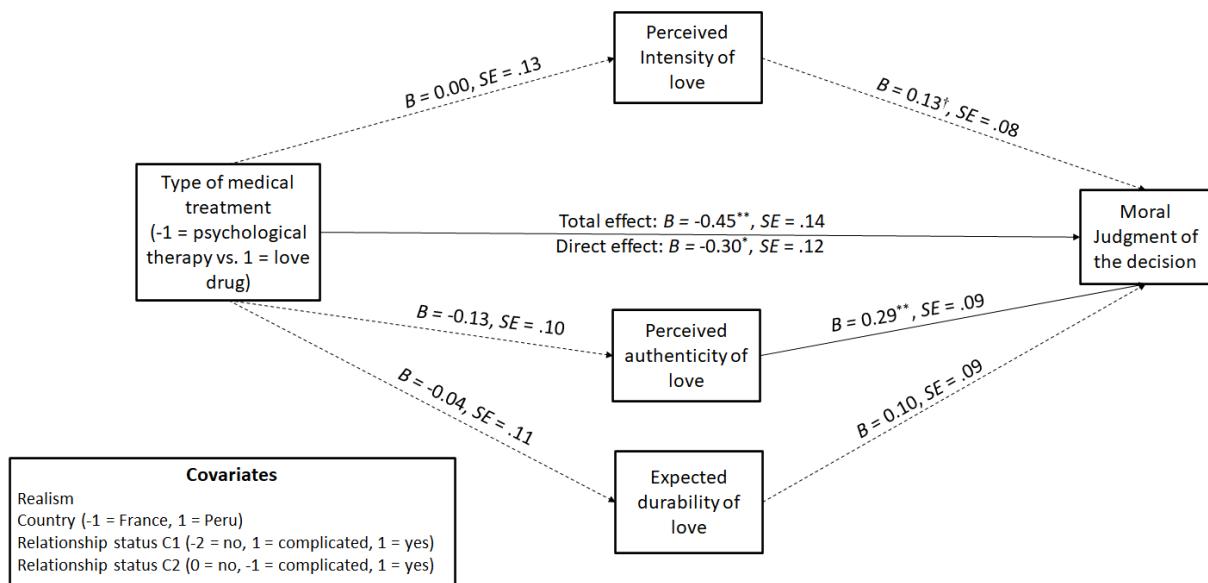 Perceived
Intensity of
love
B = 0.00, SE = .13
B = 0.13†, SE = .08
Type of medical
treatment
(-1 = psychological
therapy vs. 1 = love
drug)
Total effect: B = -0.45**, SE = .14
Direct effect: B = -0.30*, SE = .12
Moral
Judgment of
the decision
B = -0.13, SE = .10
Perceived
authenticity of
love
B = 0.29**, SE = .09
B = -0.04, SE = .11
Expected
durability of
love
B = 0.10, SE = .09
Covariates
Realism
Country (-1 = France, 1 = Peru)
Relationship status C1 (-2 = no, 1 = complicated, 1 = yes)
Relationship status C2 (0 = no, -1 = complicated, 1 = yes)